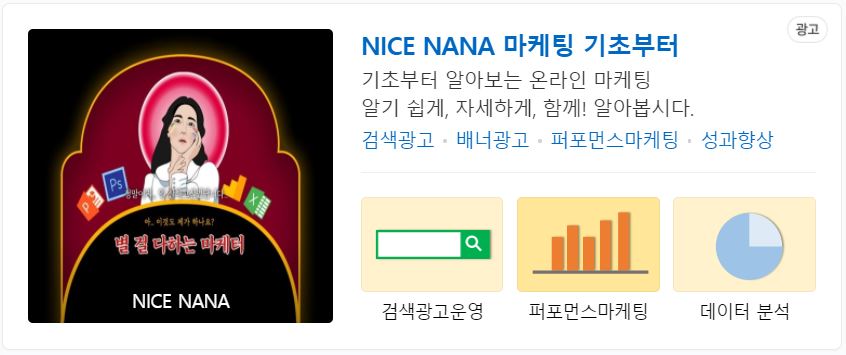 광고
NICE NANA 마케팅 기초부터
기초부터 알아보는 온라인 마케팅
알기 쉽게, 자세하게, 함께! 알아봅시다.
검색광고 · 배너광고 · 퍼포먼스마케팅 · 성과향상
P
Ps
X
아.. 이것도 제가 하나요?
별 걸 다하는 마케터
NICE NANA
검색광고운영
퍼포먼스마케팅
데이터 분석